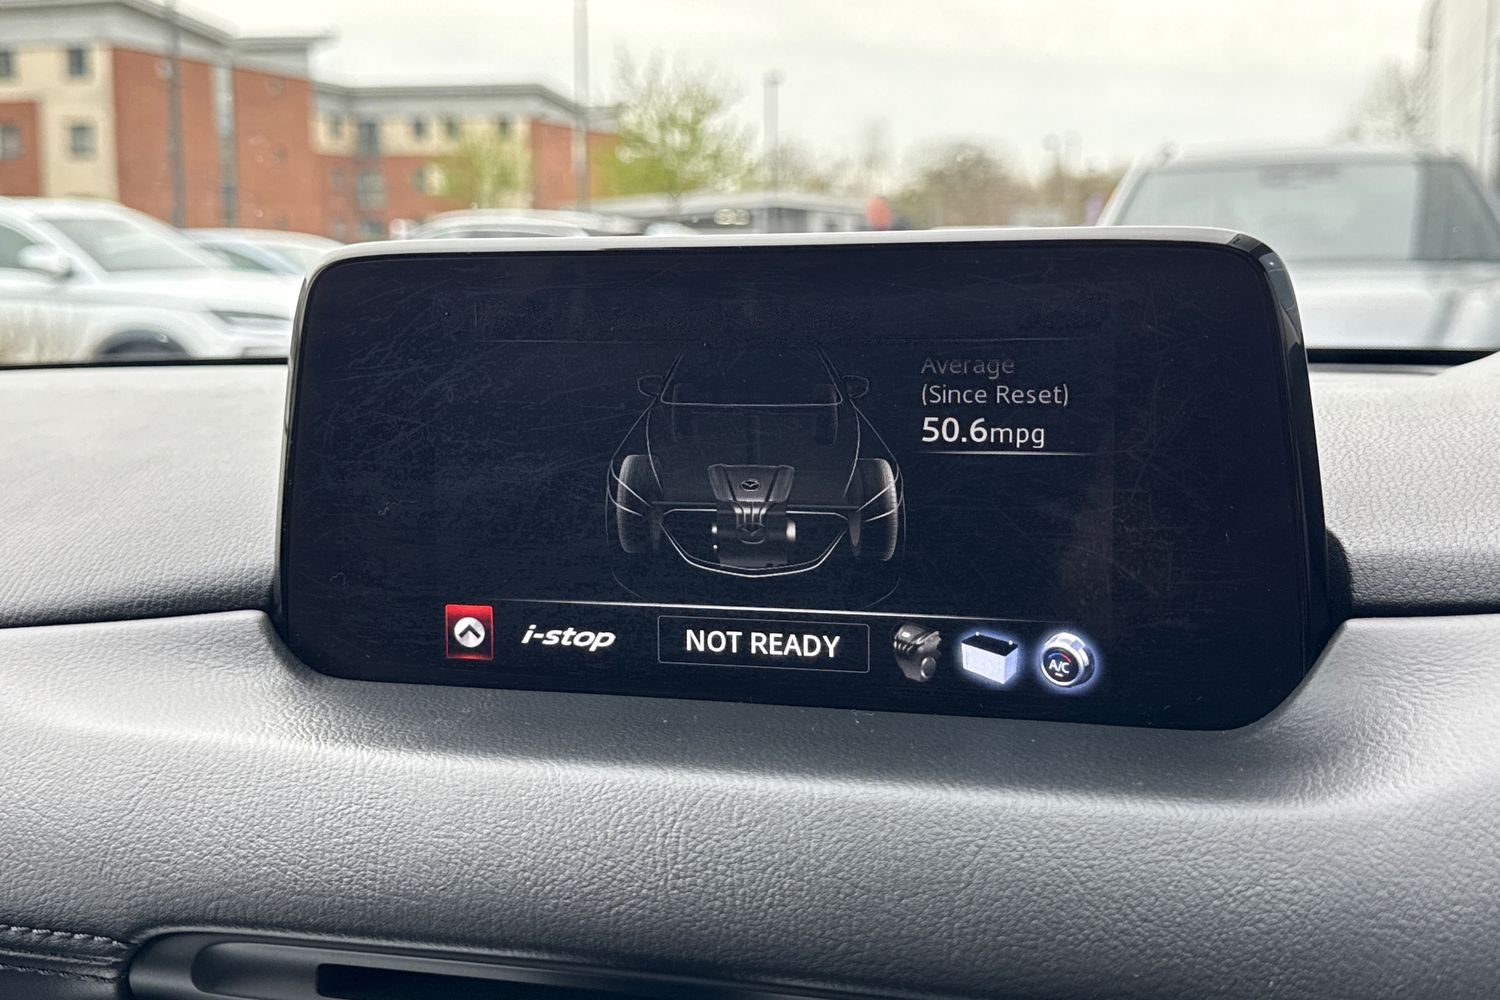 Average
(Since Reset)
50.6mpg
i-stop
NOT READY
A/C